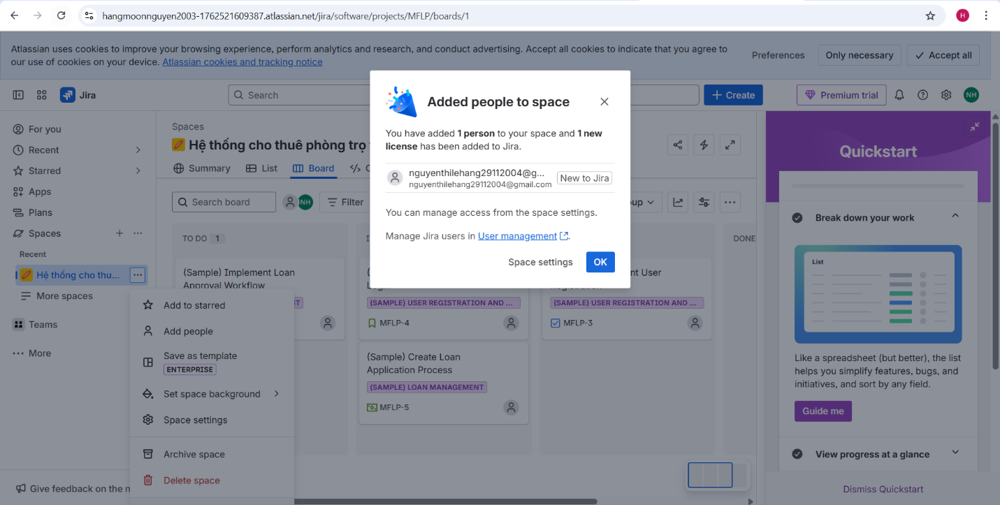 hangmoonnguyen2003-1762521609387.atlassian.net/jira/software/projects/MFLP/boards/1
H
Atlassian uses cookies to improve your browsing experience, perform analytics and research, and conduct advertising. Accept all cookies to indicate that you agree to
our use of cookies on your device. Atlassian cookies and tracking notice
Preferences
Only necessary
Accept all
Jira
Search
Create
Premium trial
NH
For you
Recent
Starred
Apps
Plans
Spaces
Recent
Hệ thống cho thu...
More spaces
Teams
More
Give feedback on the n
Spaces
Hệ thống cho thuê phòng trọ
Summary
List
Board
Search board
NH
Filter
TO DO 1
DONE
(Sample) Implement Loan
Approval Workflow
(SAMPLE) USER REGISTRATION AND ...
MFLP-4
(Sample) Create Loan
Application Process
(SAMPLE) LOAN MANAGEMENT
MFLP-5
User
(SAMPLE) USER REGISTRATION AND ...
MFLP-3
Add to starred
Add people
Save as template
ENTERPRISE
Set space background
Space settings
Archive space
Delete space
Added people to space
You have added 1 person to your space and 1 new
license has been added to Jira.
nguyenthilehang29112004@g...
nguyenthilehang29112004@gmail.com
New to Jira
You can manage access from the space settings.
Manage Jira users in User management.
Space settings
OK
Quickstart
Break down your work
List
Like a spreadsheet (but better), the list
helps you simplify features, bugs, and
initiatives, and sort by any field.
Guide me
View progress at a glance
Dismiss Quickstart